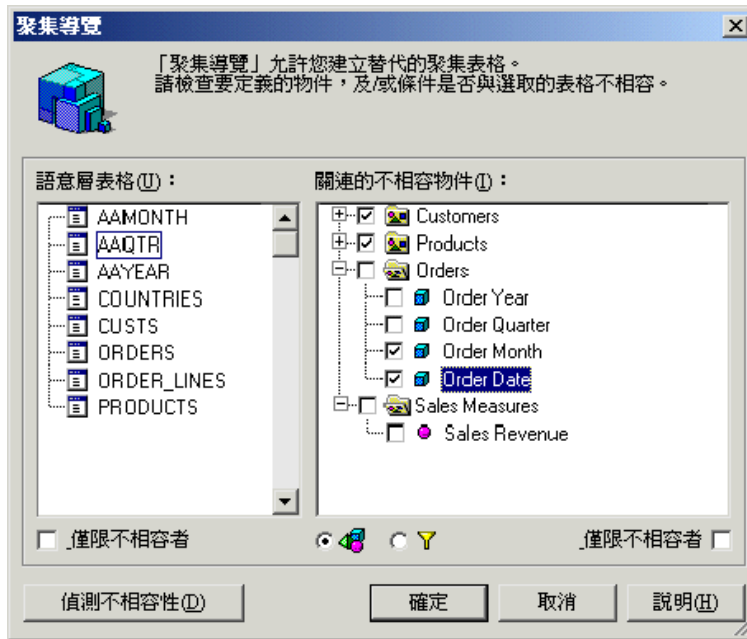 聚集導覽
「聚集導覽」允許您建立替代的聚集表格。
請檢查要定義的物件，及/或條件是否與選取的表格不相容。
語意層表格(U)：
AAMONTH
AAQTR
AAYEAR
COUNTRIES
CUSTS
ORDERS
ORDER_LINES
PRODUCTS
關連的不相容物件(I)：
Customers
Products
Orders
Order Year
Order Quarter
Order Month
Order Date
Sales Measures
Sales Revenue
_僅限不相容者
_僅限不相容者
偵測不相容性(D)
確定
取消
說明(H)